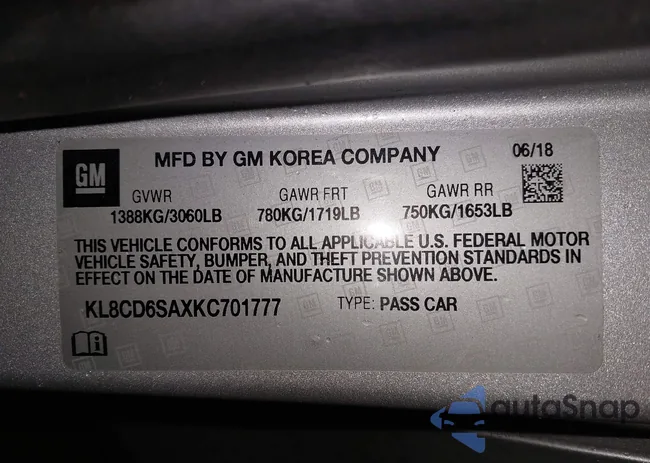 GM MFD BY GM KOREA COMPANY 06/18
GVWR GAWR FRT GAWR RR
1388KG/3060LB 780KG/1719LB 750KG/1653LB
THIS VEHICLE CONFORMS TO ALL APPLICABLE U.S. FEDERAL MOTOR
VEHICLE SAFETY, BUMPER, AND THEFT PREVENTION STANDARDS IN
EFFECT ON THE DATE OF MANUFACTURE SHOWN ABOVE.
KL8CD6SAXKC701777 TYPE: PASS CAR
autoSnap